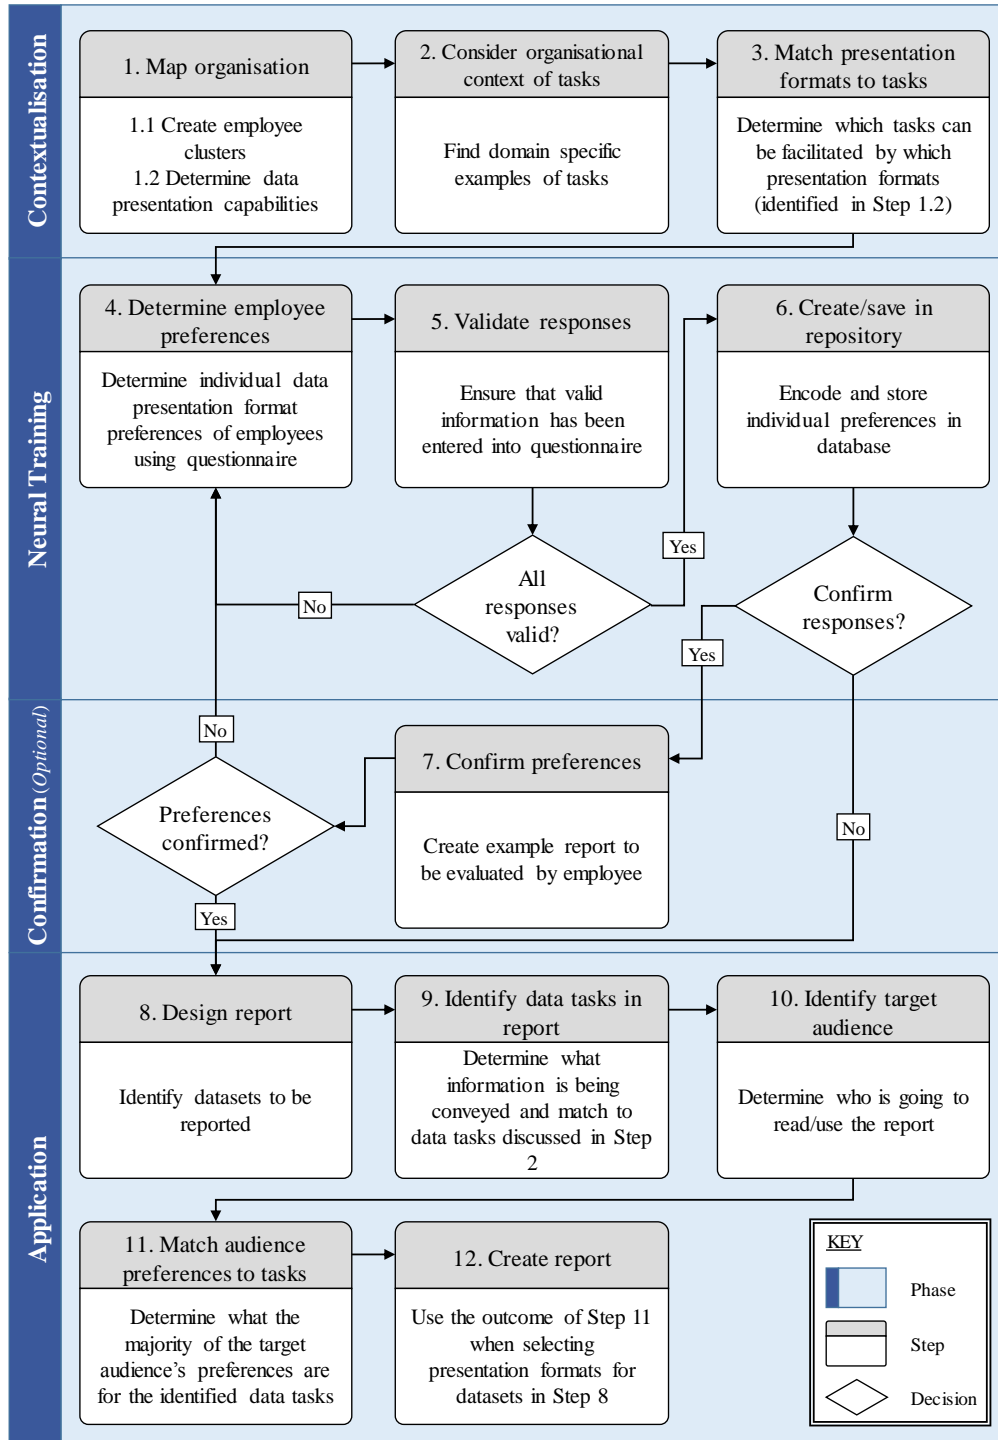 Contextualisation
1. Map organisation
1.1 Create employee
clusters
1.2 Determine data
presentation capabilities
2. Consider organisational
context of tasks
Find domain specific
examples of tasks
3. Match presentation
formats to tasks
Determine which tasks can
be facilitated by which
presentation formats
(identified in Step 1.2)
Neural Training
4. Determine employee
preferences
Determine individual data
presentation format
preferences of employees
using questionnaire
5. Validate responses
Ensure that valid
information has been
entered into questionnaire
6. Create/save in
repository
Encode and store
individual preferences in
database
All
responses
valid?
Yes
No
Confirm
responses?
Yes
No
Confirmation (Optional)
7. Confirm preferences
Create example report to
be evaluated by employee
Preferences
confirmed?
No
Yes
Application
8. Design report
Identify datasets to be
reported
9. Identify data tasks in
report
Determine what
information is being
conveyed and match to
data tasks discussed in Step
2
10. Identify target
audience
Determine who is going to
read/use the report
11. Match audience
preferences to tasks
Determine what the
majority of the target
audience's preferences are
for the identified data tasks
12. Create report
Use the outcome of Step 11
when selecting
presentation formats for
datasets in Step 8
KEY
Phase
Step
Decision